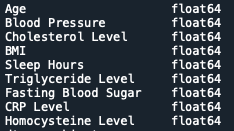 Age float64
Blood Pressure float64
Cholesterol Level float64
BMI float64
Sleep Hours float64
Triglyceride Level float64
Fasting Blood Sugar float64
CRP Level float64
Homocysteine Level float64